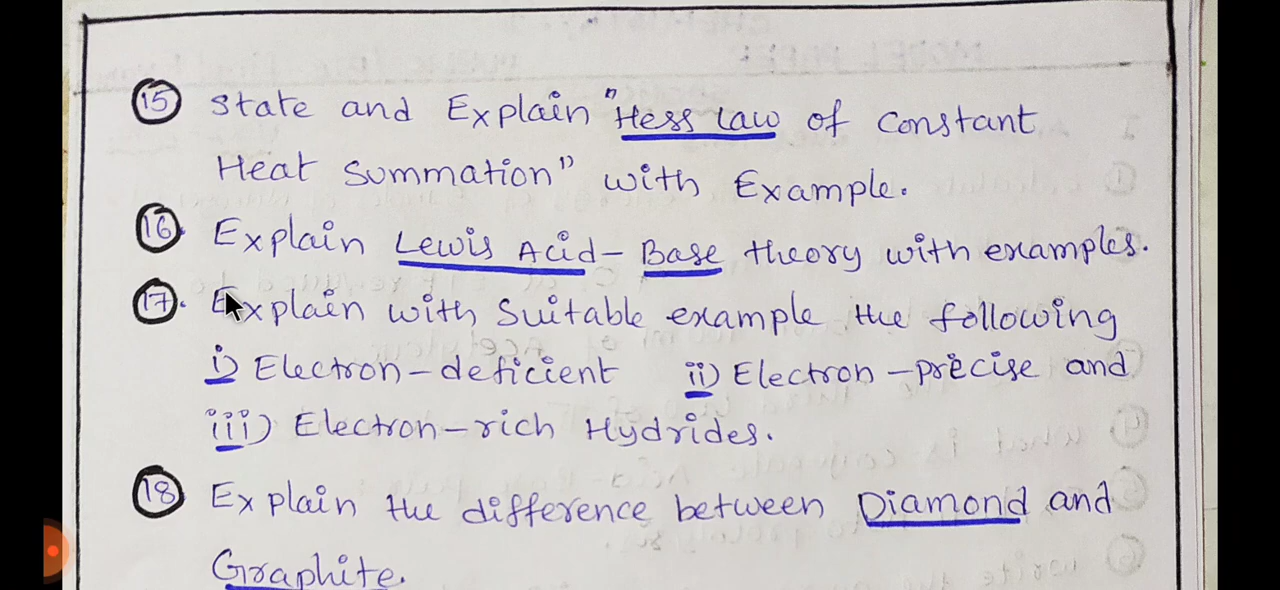 15 State and Explain "Hess Law of Constant
Heat Summation" with Example.
16. Explain Lewis Acid-Base theory with examples.
17. Explain with Suitable example the following
i) Electron-deficient ii) Electron-precise and
iii) Electron-rich Hydrides.
18 Explain the difference between Diamond and
Graphite.